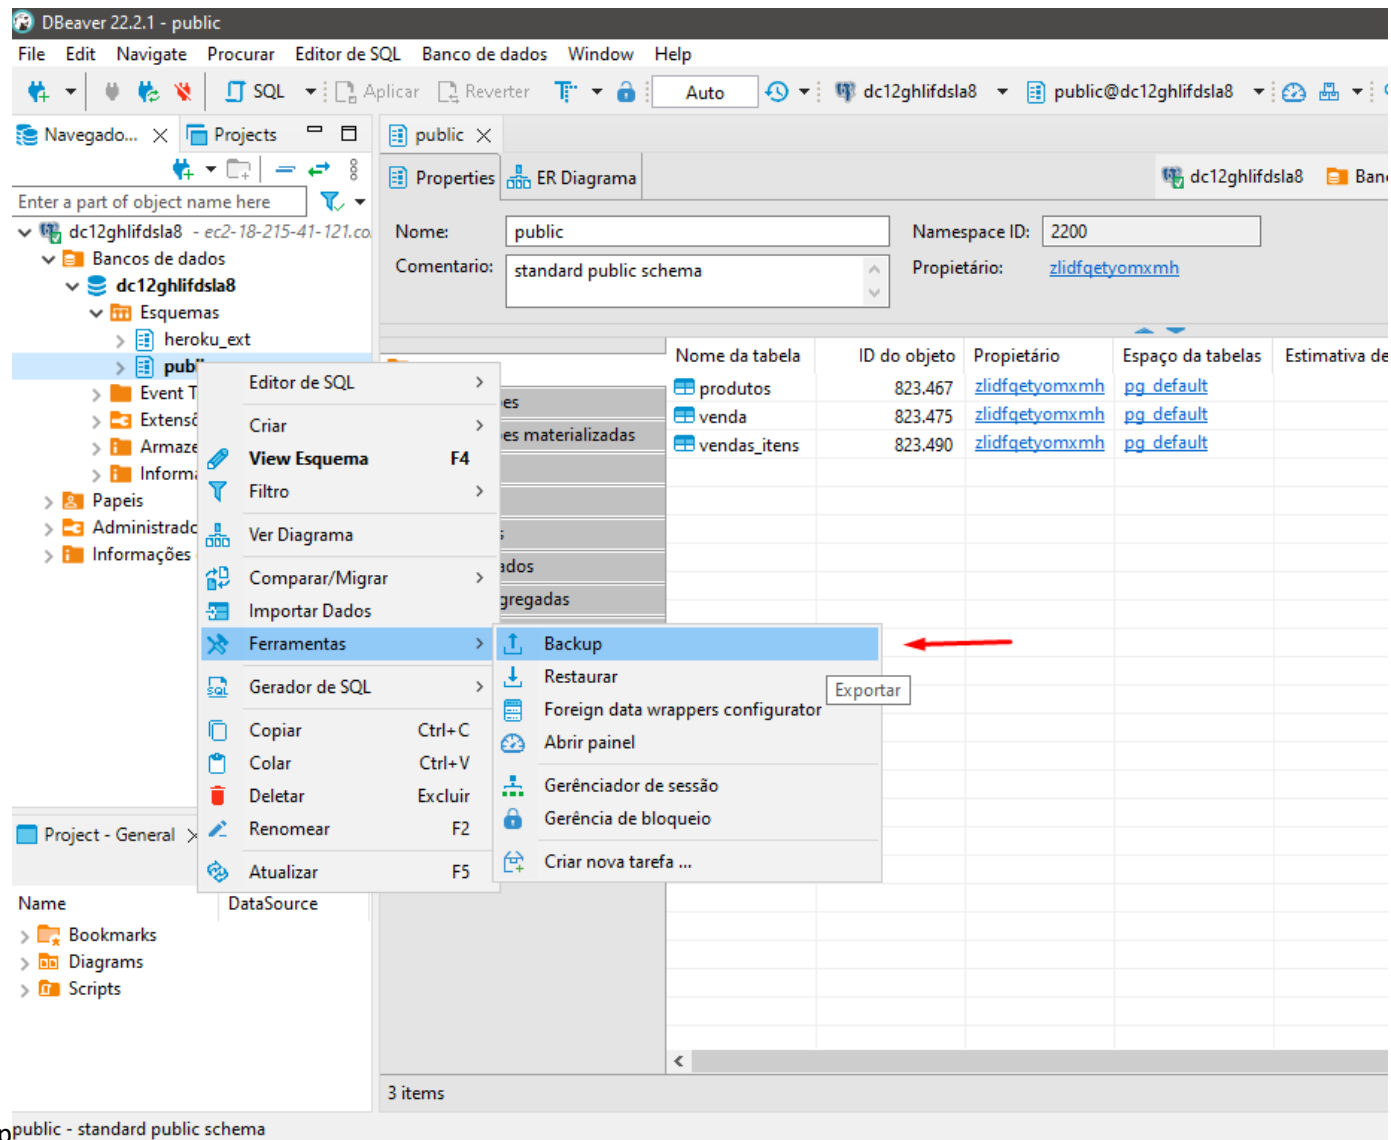 DBeaver 22.2.1 - public
File Edit Navigate Procurar Editor de SQL Banco de dados Window Help
SQL Aplicar Reverter Auto dc12ghlifdsla8 public@dc12ghlifdsla8
Navegado... Projects
public
Properties ER Diagrama dc12ghlifdsla8
Enter a part of object name here
Nome: public Namespace ID: 2200
Comentario: standard public schema Propietário: zlidfqetyomxmh
dc12ghlifdsla8 - ec2-18-215-41-121.co
Bancos de dados
dc12ghlifdsla8
Esquemas
heroku_ext
Event T
Papeis
Informações
Nome da tabela ID do objeto Propietário Espaço da tabelas Estimativa de
produtos 823.467 zlidfqetyomxmh pg_default
venda 823.475 zlidfqetyomxmh pg_default
vendas_itens 823.490 zlidfqetyomxmh pg_default
es
es materializadas
ados
gregadas
Editor de SQL
Criar
View Esquema F4
Filtro
Ver Diagrama
Comparar/Migrar
Importar Dados
Ferramentas
Gerador de SQL
Copiar Ctrl+C
Colar Ctrl+V
Deletar Excluir
Renomear F2
Atualizar F5
Backup
Restaurar
Exportar
Foreign data wrappers configurator
Abrir painel
Gerênciador de sessão
Gerência de bloqueio
Criar nova tarefa ...
Project - General
Name DataSource
Bookmarks
Diagrams
Scripts
3 items
public - standard public schema